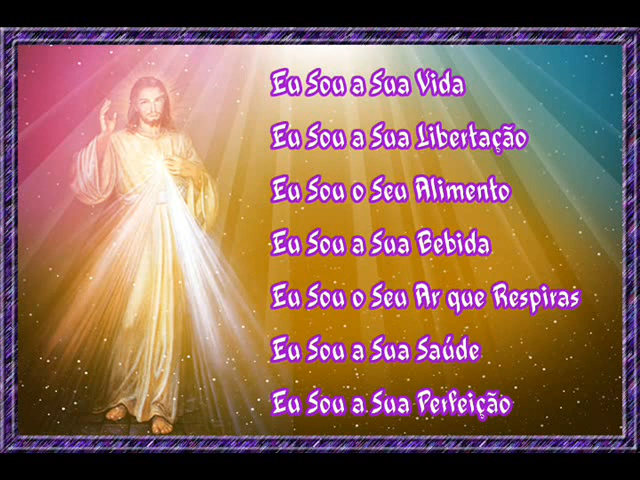 Eu Sou a Sua Vida
Eu Sou a Sua Libertação
Eu Sou o Seu Alimento
Eu Sou a Sua Bebida
Eu Sou o Seu Ar que Respiras
Eu Sou a Sua Saúde
Eu Sou a Sua Perfeição